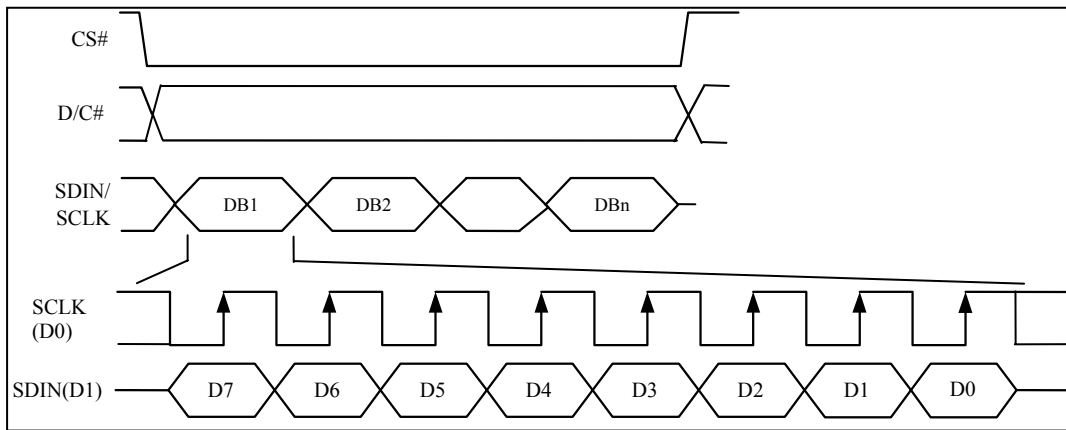 CS#
D/C#
SDIN/
SCLK
DB1 DB2 DBn
SCLK
(D0)
SDIN(D1) D7 D6 D5 D4 D3 D2 D1 D0